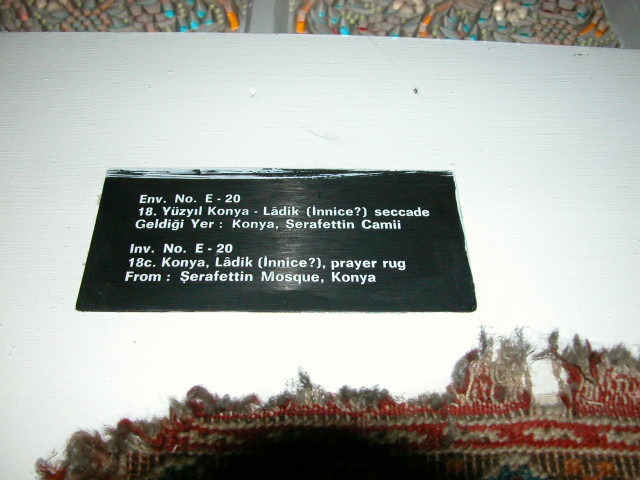 Env. No. E - 20
18. Yüzyıl Konya - Lâdik (İnnice?) seccade
Geldiği Yer : Konya, Şerafettin Camii
Inv. No. E - 20
18c. Konya, Lâdik (İnnice?), prayer rug
From : Şerafettin Mosque, Konya